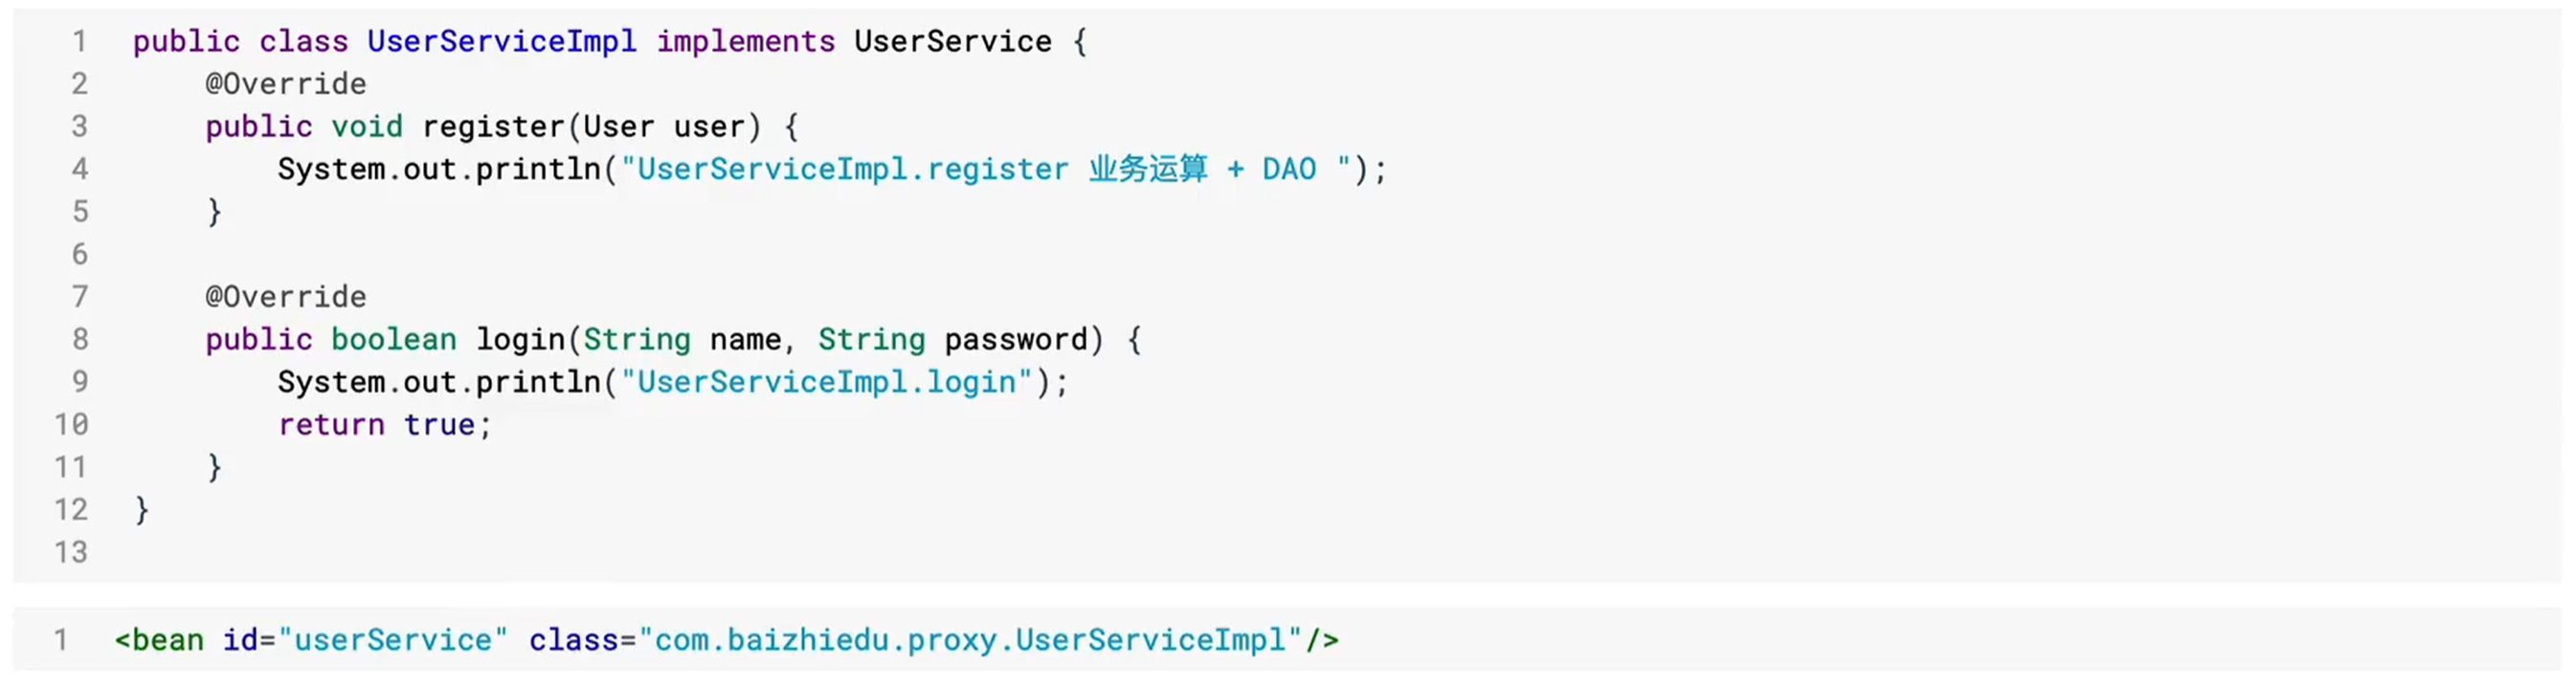 1 public class UserServiceImpl implements UserService {
2 @Override
3 public void register(User user) {
4 System.out.println("UserServiceImpl.register 业务运算 + DAO ");
5 }
6
7 @Override
8 public boolean login(String name, String password) {
9 System.out.println("UserServiceImpl.login");
10 return true;
11 }
12 }
13
1 <bean id="userService" class="com.baizhiedu.proxy.UserServiceImpl"/>